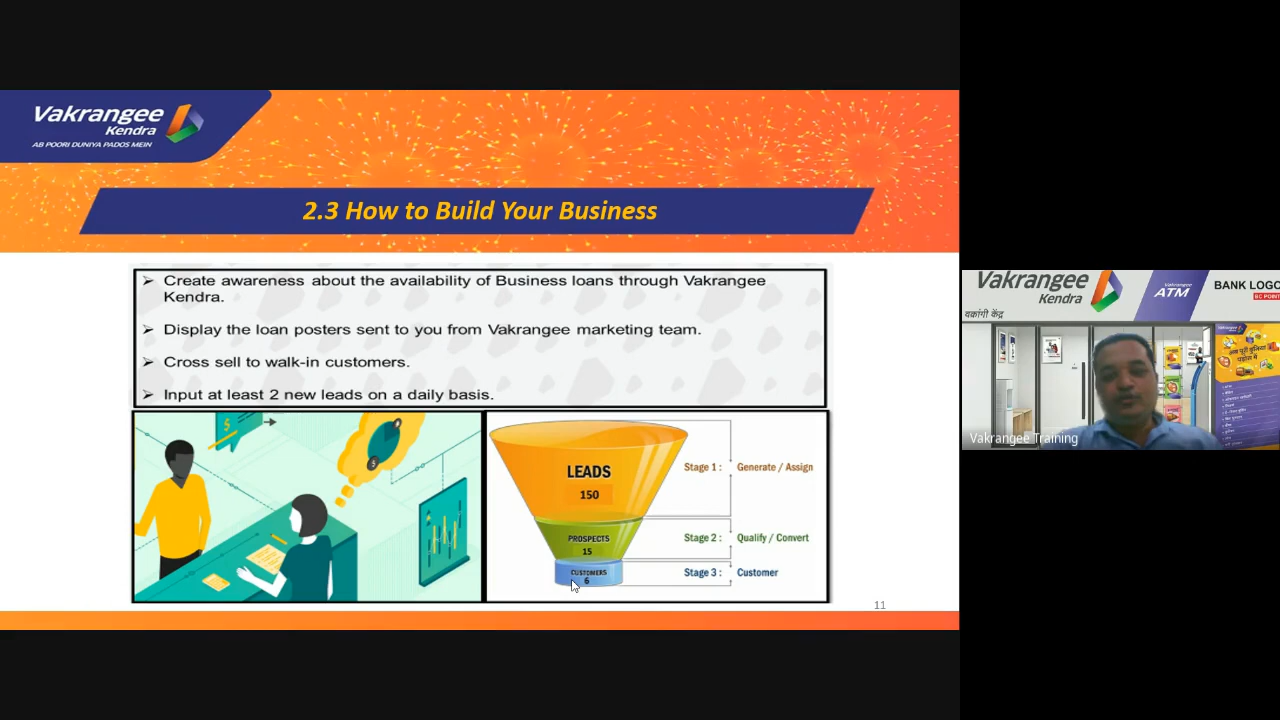 Vakrangee
Kendra
AB POORI DUNIYA PADOS MEIN
2.3 How to Build Your Business
➢ Create awareness about the availability of Business loans through Vakrangee
Kendra.
➢ Display the loan posters sent to you from Vakrangee marketing team.
➢ Cross sell to walk-in customers.
➢ Input at least 2 new leads on a daily basis.
$
LEADS
150
Stage 1 : Generate / Assign
PROSPECTS
15
Stage 2 : Qualify / Convert
CUSTOMERS
6
Stage 3 : Customer
11
Vakrangee
Kendra
वक्रांगी केंद्र
Vakrangee
ATM
BANK LOGO
BC POINT
अब पूरी दुनिया
पड़ोस में
Vakrangee Training